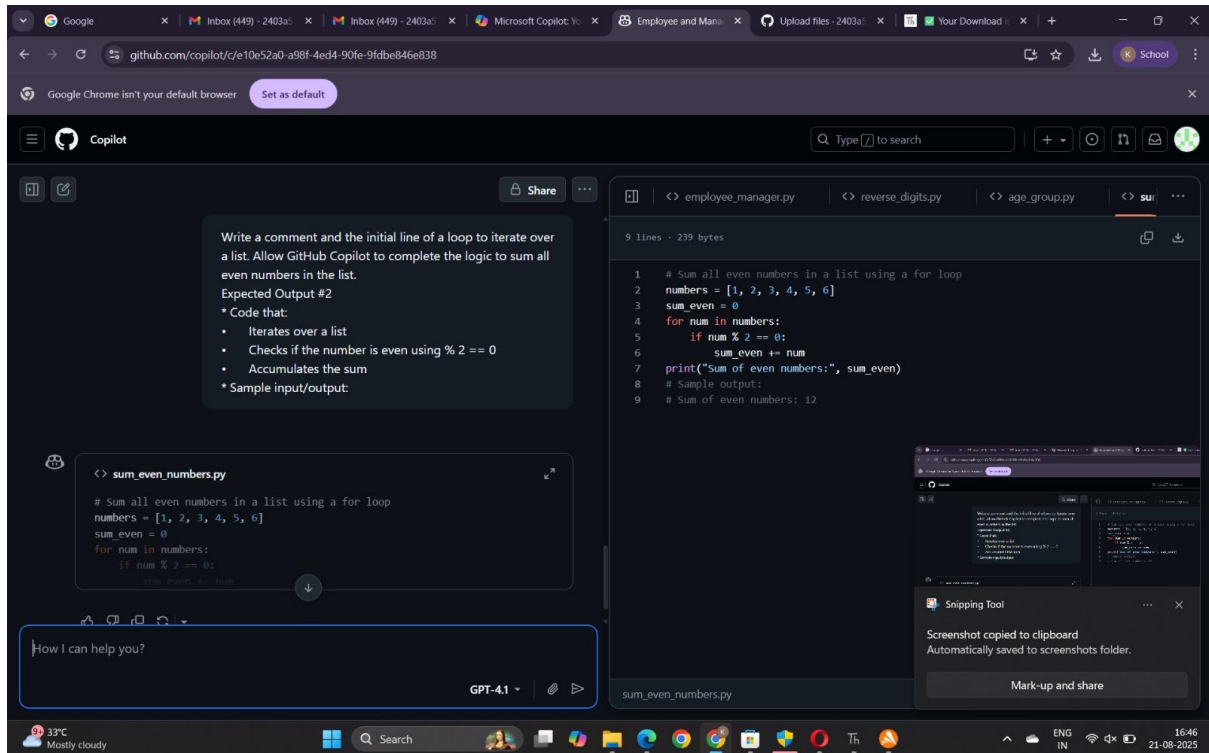 Google
Inbox (449) - 2403a5
Inbox (449) - 2403a5
Microsoft Copilot: Yo
Employee and Mana
Upload files · 2403a5
Your Download i
github.com/copilot/c/e10e52a0-a98f-4ed4-90fe-9fdbe846e838
K School
Google Chrome isn't your default browser
Set as default
Copilot
Type / to search
Share
employee_manager.py
reverse_digits.py
age_group.py
sur
Write a comment and the initial line of a loop to iterate over
a list. Allow GitHub Copilot to complete the logic to sum all
even numbers in the list.
Expected Output #2
* Code that:
• Iterates over a list
• Checks if the number is even using % 2 == 0
• Accumulates the sum
* Sample input/output:
sum_even_numbers.py
# Sum all even numbers in a list using a for loop
numbers = [1, 2, 3, 4, 5, 6]
sum_even = 0
for num in numbers:
if num % 2 == 0:
sum_even += num
How I can help you?
GPT-4.1
9 lines · 239 bytes
1 # Sum all even numbers in a list using a for loop
2 numbers = [1, 2, 3, 4, 5, 6]
3 sum_even = 0
4 for num in numbers:
5 if num % 2 == 0:
6 sum_even += num
7 print("Sum of even numbers:", sum_even)
8 # Sample output:
9 # Sum of even numbers: 12
sum_even_numbers.py
Snipping Tool
Screenshot copied to clipboard
Automatically saved to screenshots folder.
Mark-up and share
9+
33°C
Mostly cloudy
Search
Th
ENG
IN
16:46
21-08-2025